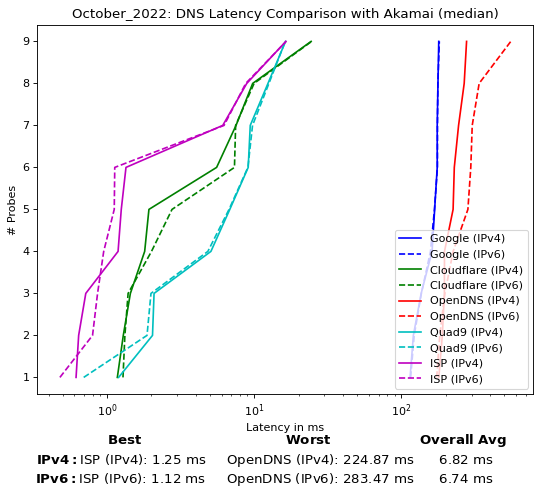 October_2022: DNS Latency Comparison with Akamai (median)
# Probes
9
8
7
6
5
4
3
2
1
Google (IPv4)
Google (IPv6)
Cloudflare (IPv4)
Cloudflare (IPv6)
OpenDNS (IPv4)
OpenDNS (IPv6)
Quad9 (IPv4)
Quad9 (IPv6)
ISP (IPv4)
ISP (IPv6)
10⁰ 10¹ 10²
Latency in ms
Best Worst Overall Avg
IPv4: ISP (IPv4): 1.25 ms OpenDNS (IPv4): 224.87 ms 6.82 ms
IPv6: ISP (IPv6): 1.12 ms OpenDNS (IPv6): 283.47 ms 6.74 ms